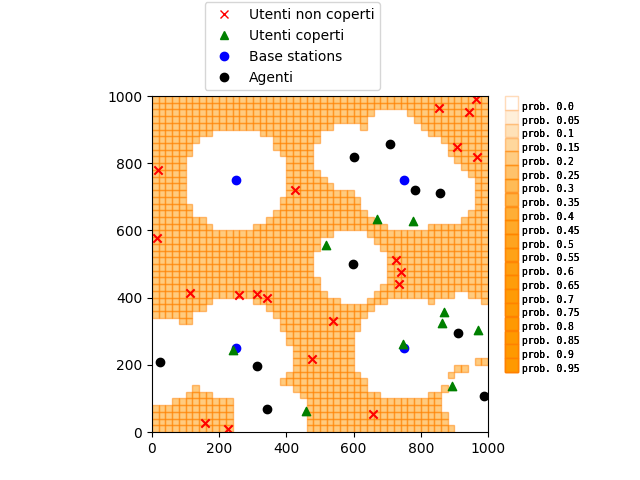 Utenti non coperti
Utenti coperti
Base stations
Agenti
1000
800
600
400
200
0
0
200
400
600
800
1000
prob. 0.0
prob. 0.05
prob. 0.1
prob. 0.15
prob. 0.2
prob. 0.25
prob. 0.3
prob. 0.35
prob. 0.4
prob. 0.45
prob. 0.5
prob. 0.55
prob. 0.6
prob. 0.65
prob. 0.7
prob. 0.75
prob. 0.8
prob. 0.85
prob. 0.9
prob. 0.95